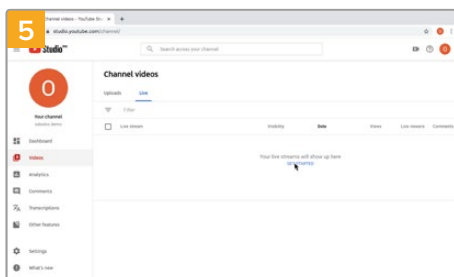 5
Channel videos - YouTube St
studio.youtube.com/channel/
Studio
Search across your channel
O
O
Your channel
Channel videos
Uploads Live
Filter
Live stream Visibility Date Views Live viewers Comments
Your live streams will show up here
GET STARTED
Dashboard
Videos
Analytics
Comments
Transcriptions
Other features
Settings
What's new